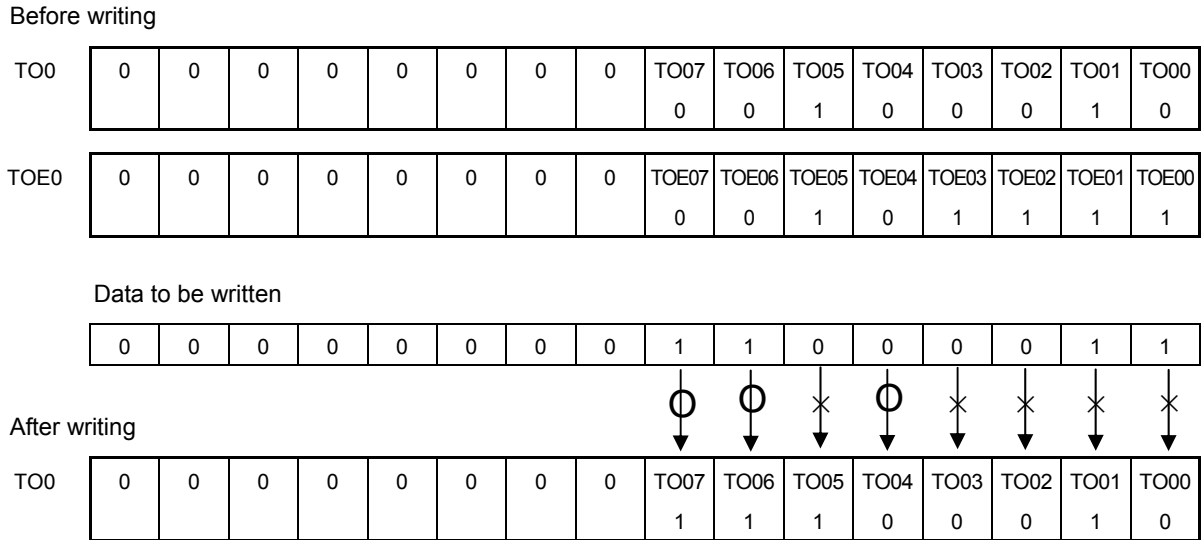 Before writing
TO0 0 0 0 0 0 0 0 0 TO07 TO06 TO05 TO04 TO03 TO02 TO01 TO00
0 0 1 0 0 0 1 0
TOE0 0 0 0 0 0 0 0 0 TOE07 TOE06 TOE05 TOE04 TOE03 TOE02 TOE01 TOE00
0 0 1 0 1 1 1 1
Data to be written
0 0 0 0 0 0 0 0 1 1 0 0 0 0 1 1
O O × O × × × ×
After writing
TO0 0 0 0 0 0 0 0 0 TO07 TO06 TO05 TO04 TO03 TO02 TO01 TO00
1 1 1 0 0 0 1 0